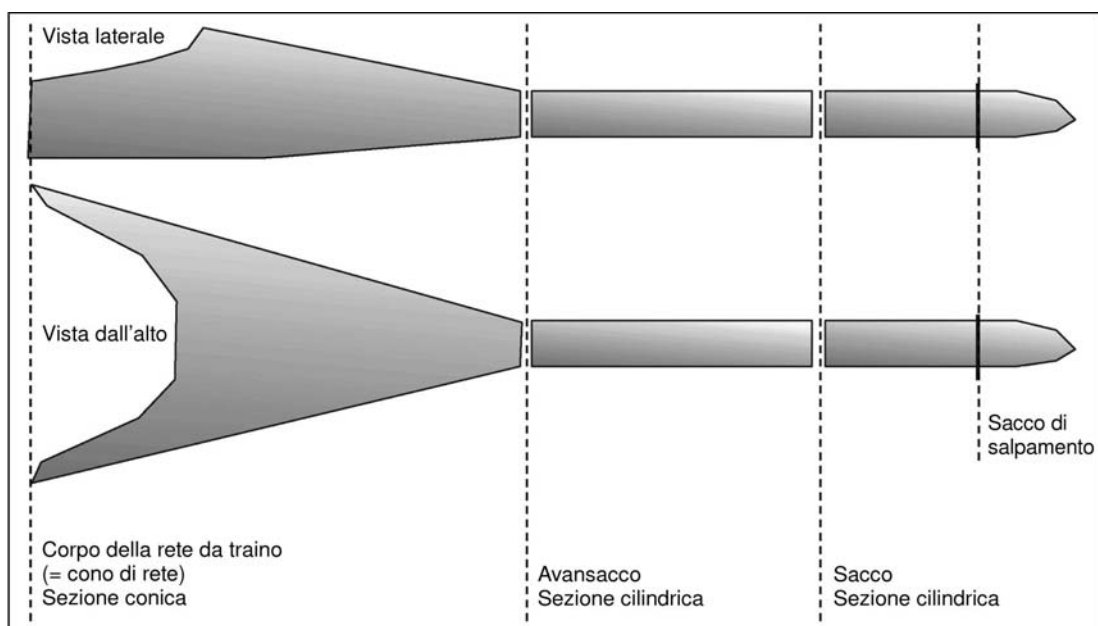 Vista laterale
Vista dall'alto
Sacco di
salpamento
Corpo della rete da traino
(= cono di rete)
Sezione conica
Avansacco
Sezione cilindrica
Sacco
Sezione cilindrica